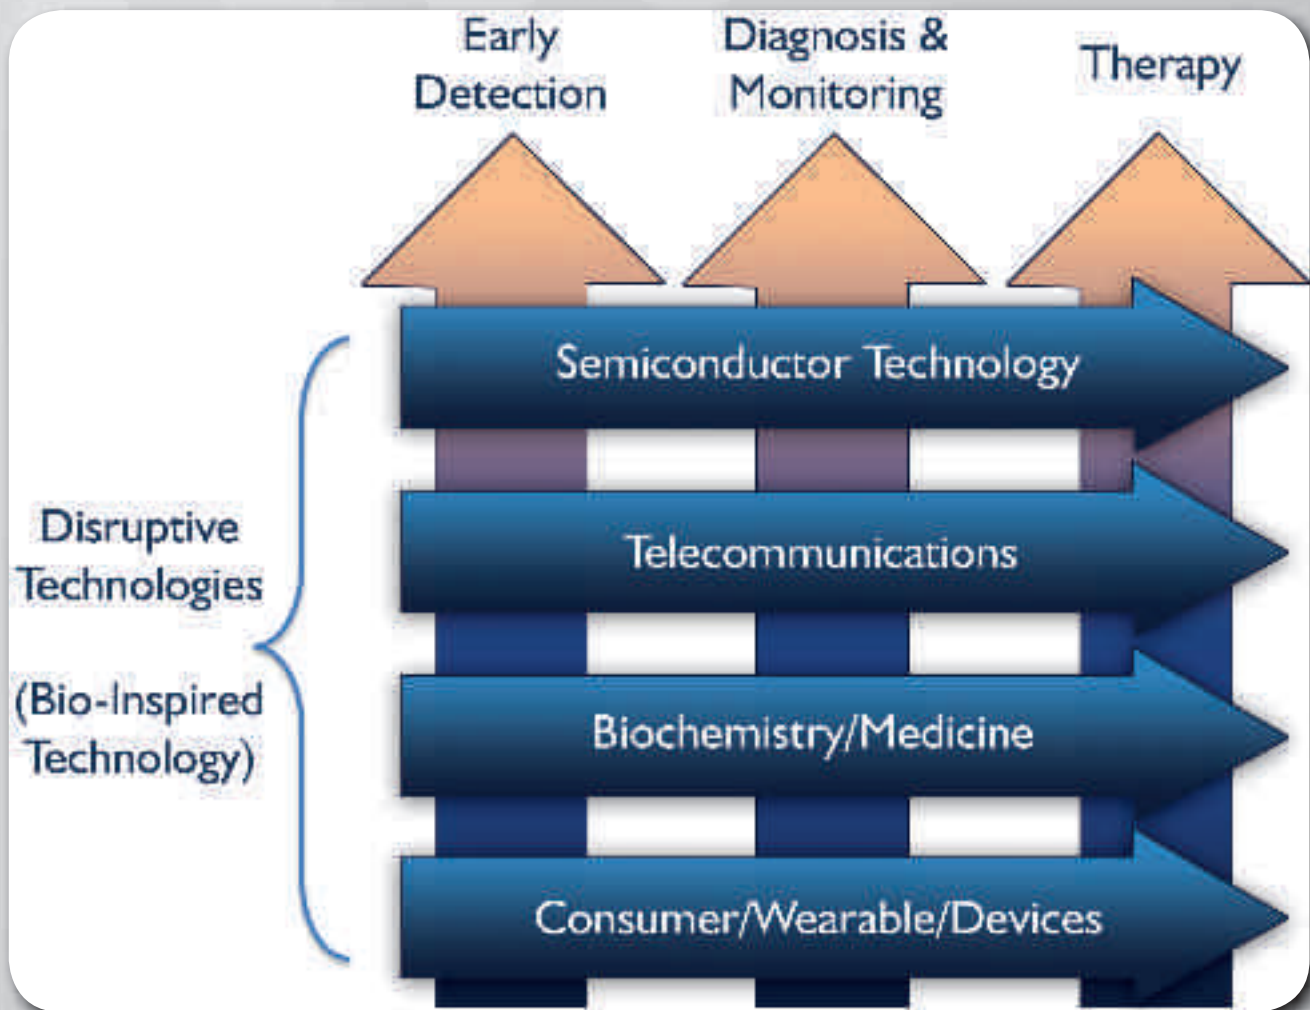 Early
Detection
Diagnosis &
Monitoring
Therapy
Semiconductor Technology
Telecommunications
Disruptive
Technologies
(Bio-Inspired
Technology)
Biochemistry/Medicine
Consumer/Wearable/Devices